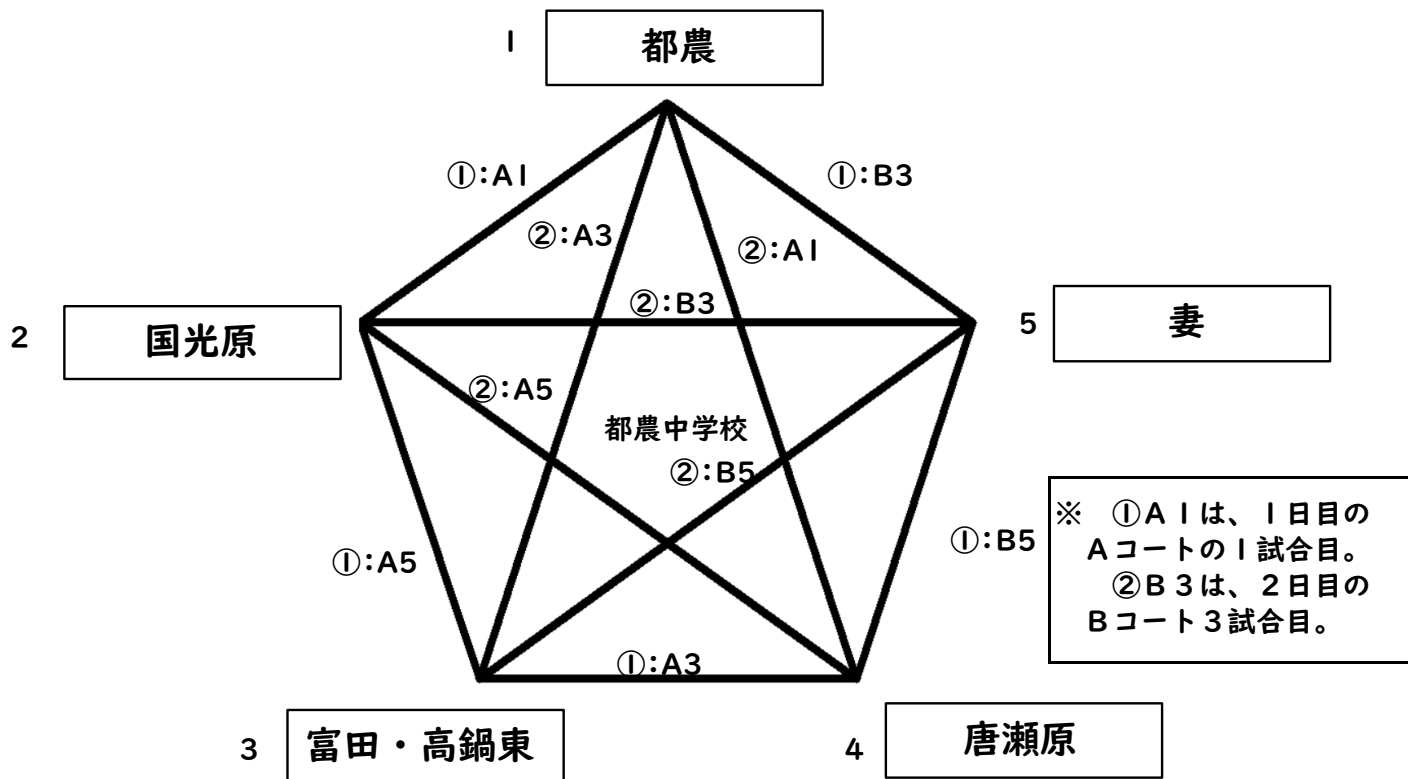 1
都農
①:A1
①:B3
②:A3
②:A1
②:B3
2
国光原
5
妻
②:A5
都農中学校
②:B5
①:A5
①:B5
※ ①A1は、1日目の
Aコートの1試合目。
②B3は、2日目の
Bコート3試合目。
①:A3
3
富田・高鍋東
4
唐瀬原